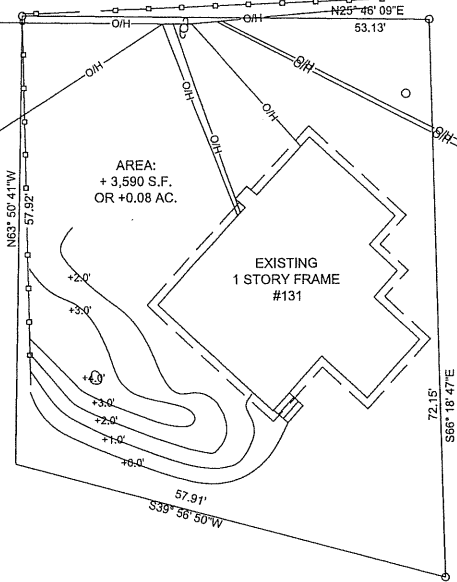 N25° 46' 09"E
53.13'
O/H
O/H
O/H
O/H
O/H
O/H
O/H
O/H
O/H
O/H
O/H
AREA:
+ 3,590 S.F.
OR +0.08 AC.
N63° 50' 41"W
57.92'
EXISTING
1 STORY FRAME
#131
+2.0'
+3.0'
+4.0'
+3.0'
+2.0'
+1.0'
+0.0'
72.15'
S66° 18' 47"E
57.91'
S39° 56' 50"W